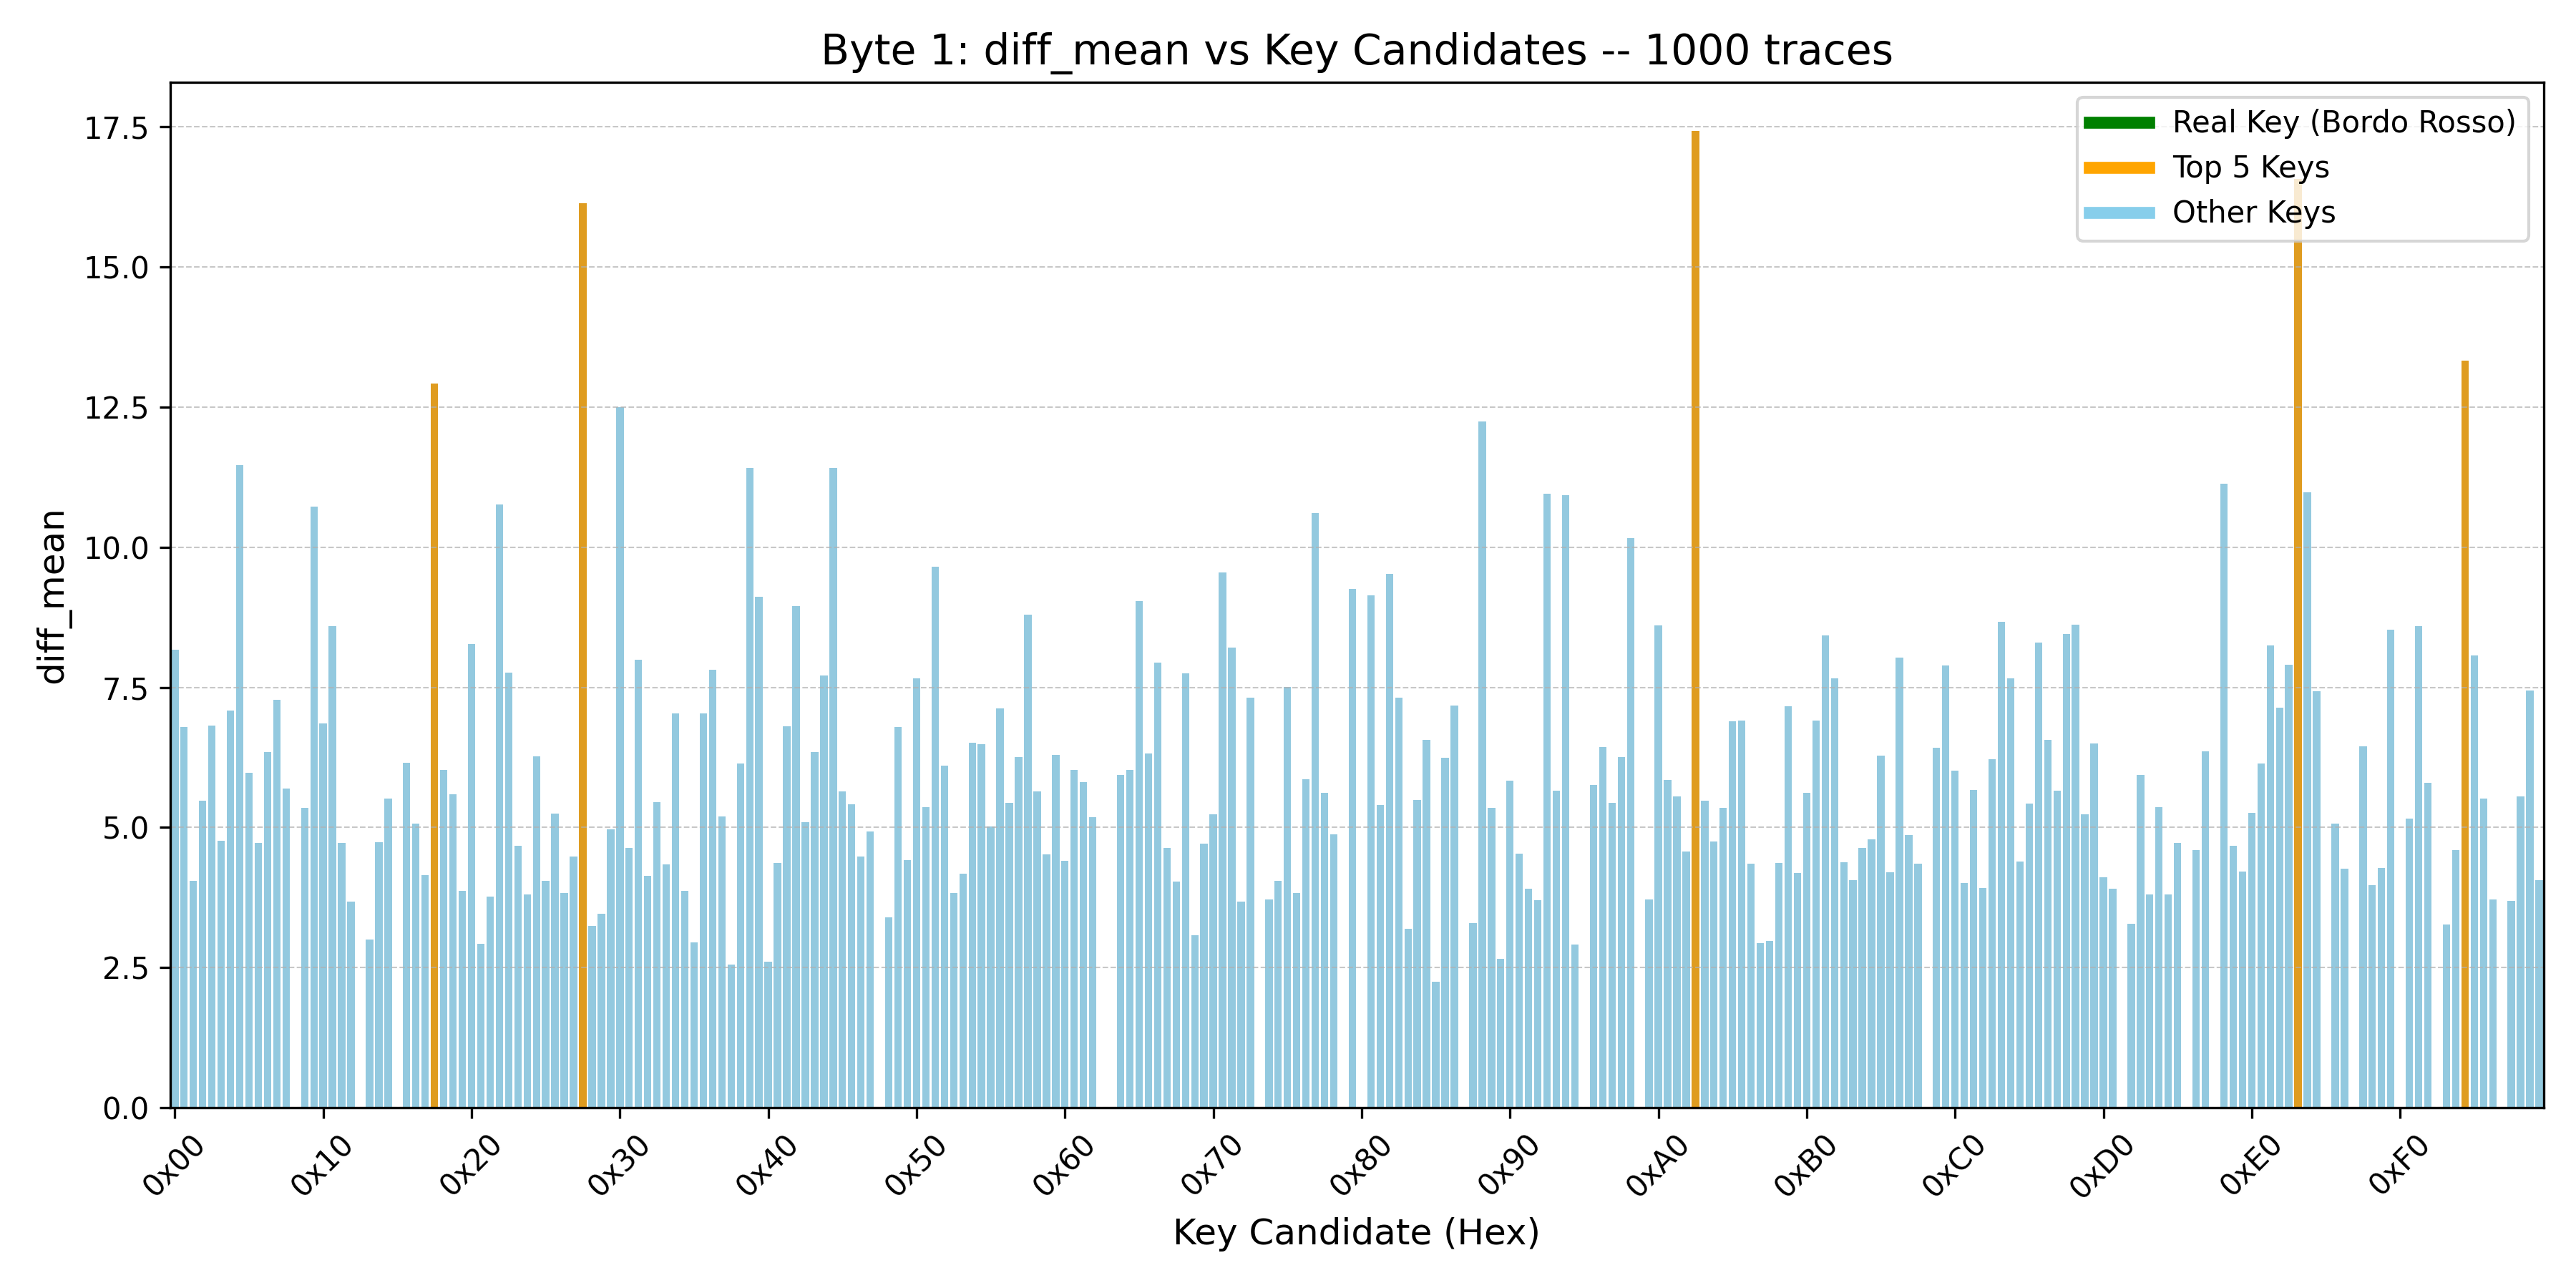 Byte 1: diff_mean vs Key Candidates -- 1000 traces
Real Key (Bordo Rosso)
Top 5 Keys
Other Keys
17.5
15.0
12.5
10.0
7.5
5.0
2.5
0.0
diff_mean
0x00 0x10 0x20 0x30 0x40 0x50 0x60 0x70 0x80 0x90 0xA0 0xB0 0xC0 0xD0 0xE0 0xF0
Key Candidate (Hex)